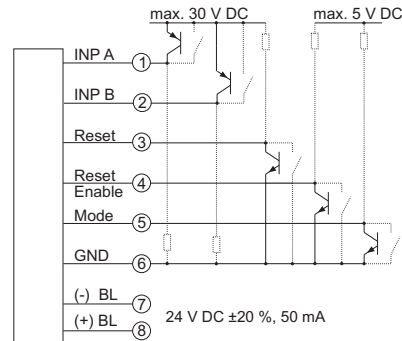 max. 30 V DC
max. 5 V DC
INP A 1
INP B 2
Reset 3
Reset
Enable
4
Mode 5
GND 6
(-) BL 7
(+) BL 8
24 V DC ±20 %, 50 mA